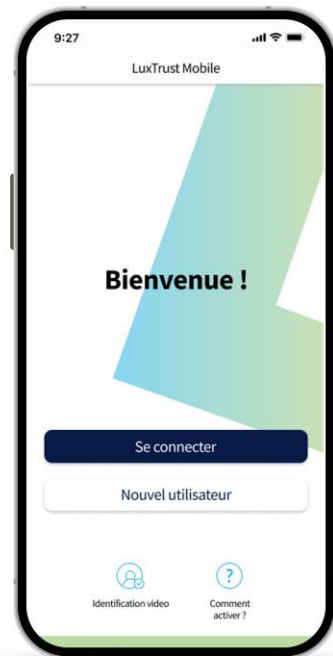 9:27
LuxTrust Mobile
Bienvenue !
Se connecter
Nouvel utilisateur
?
Identification video
Comment
activer ?